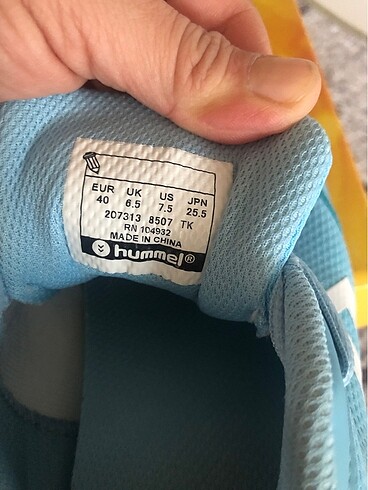 EUR UK US JPN
40 6.5 7.5 25.5
207313 8507 TK
RN 104932
MADE IN CHINA
hummel®